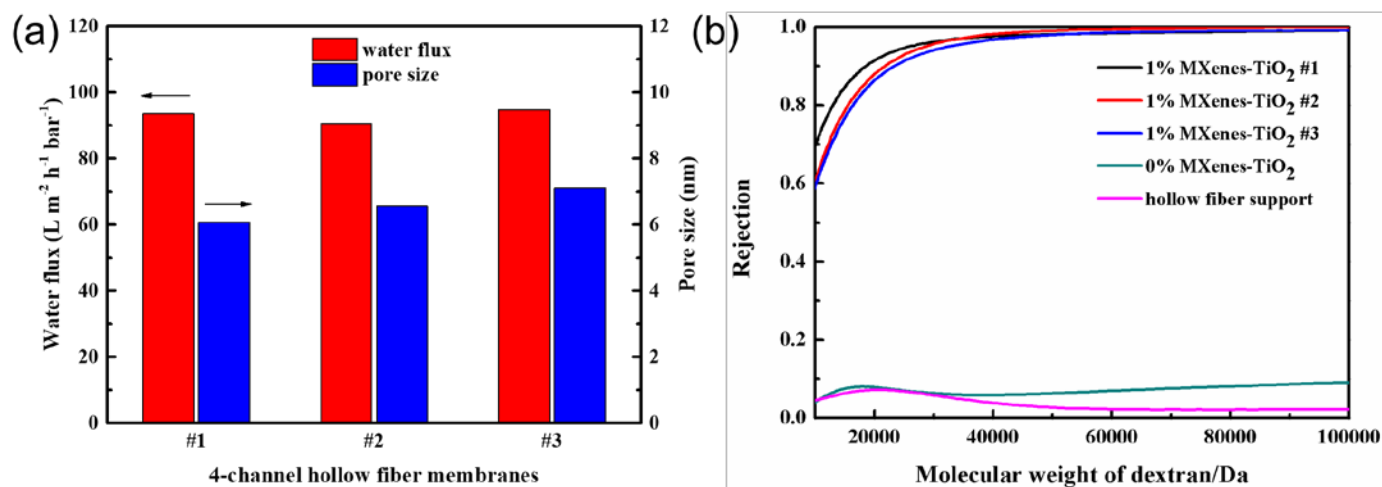 (a)
120
100
80
60
40
20
0
Water flux (L m⁻² h⁻¹ bar⁻¹)
water flux
pore size
12
10
8
6
4
2
0
Pore size (nm)
#1 #2 #3
4-channel hollow fiber membranes
(b)
1.0
0.8
0.6
0.4
0.2
0.0
Rejection
1% MXenes-TiO₂ #1
1% MXenes-TiO₂ #2
1% MXenes-TiO₂ #3
0% MXenes-TiO₂
hollow fiber support
20000 40000 60000 80000 100000
Molecular weight of dextran/Da